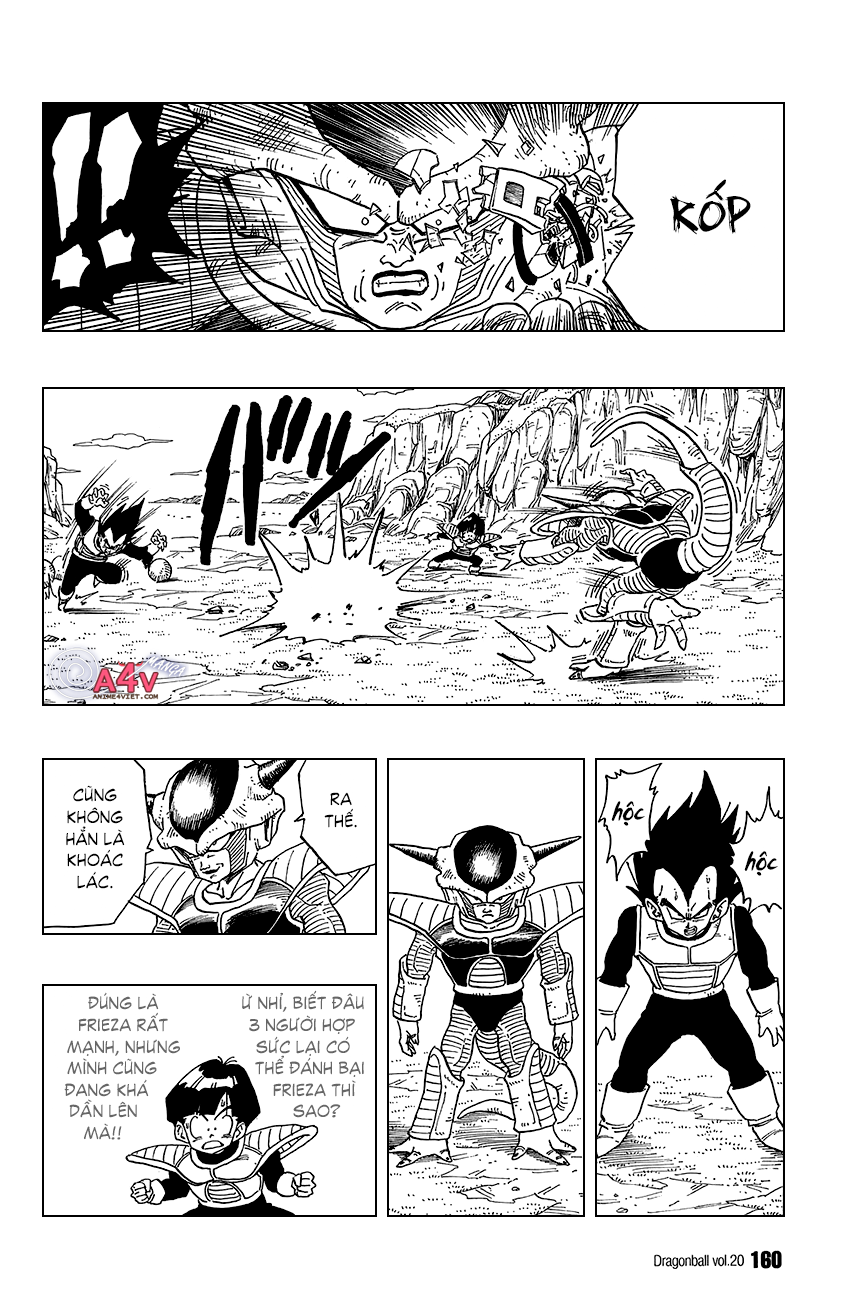 !!
KỐP
A4V
MANGA
ANIME4VIET.COM
hộc
hộc
RA
THẾ.
CŨNG
KHÔNG
HẲN LÀ
KHOÁC
LÁC.
Ừ NHỈ, BIẾT ĐÂU
3 NGƯỜI HỢP
SỨC LẠI CÓ
THỂ ĐÁNH BẠI
FRIEZA THÌ
SAO?
ĐÚNG LÀ
FRIEZA RẤT
MẠNH, NHƯNG
MÌNH CŨNG
ĐANG KHÁ
DẦN LÊN
MÀ!!
Dragonball vol.20 160